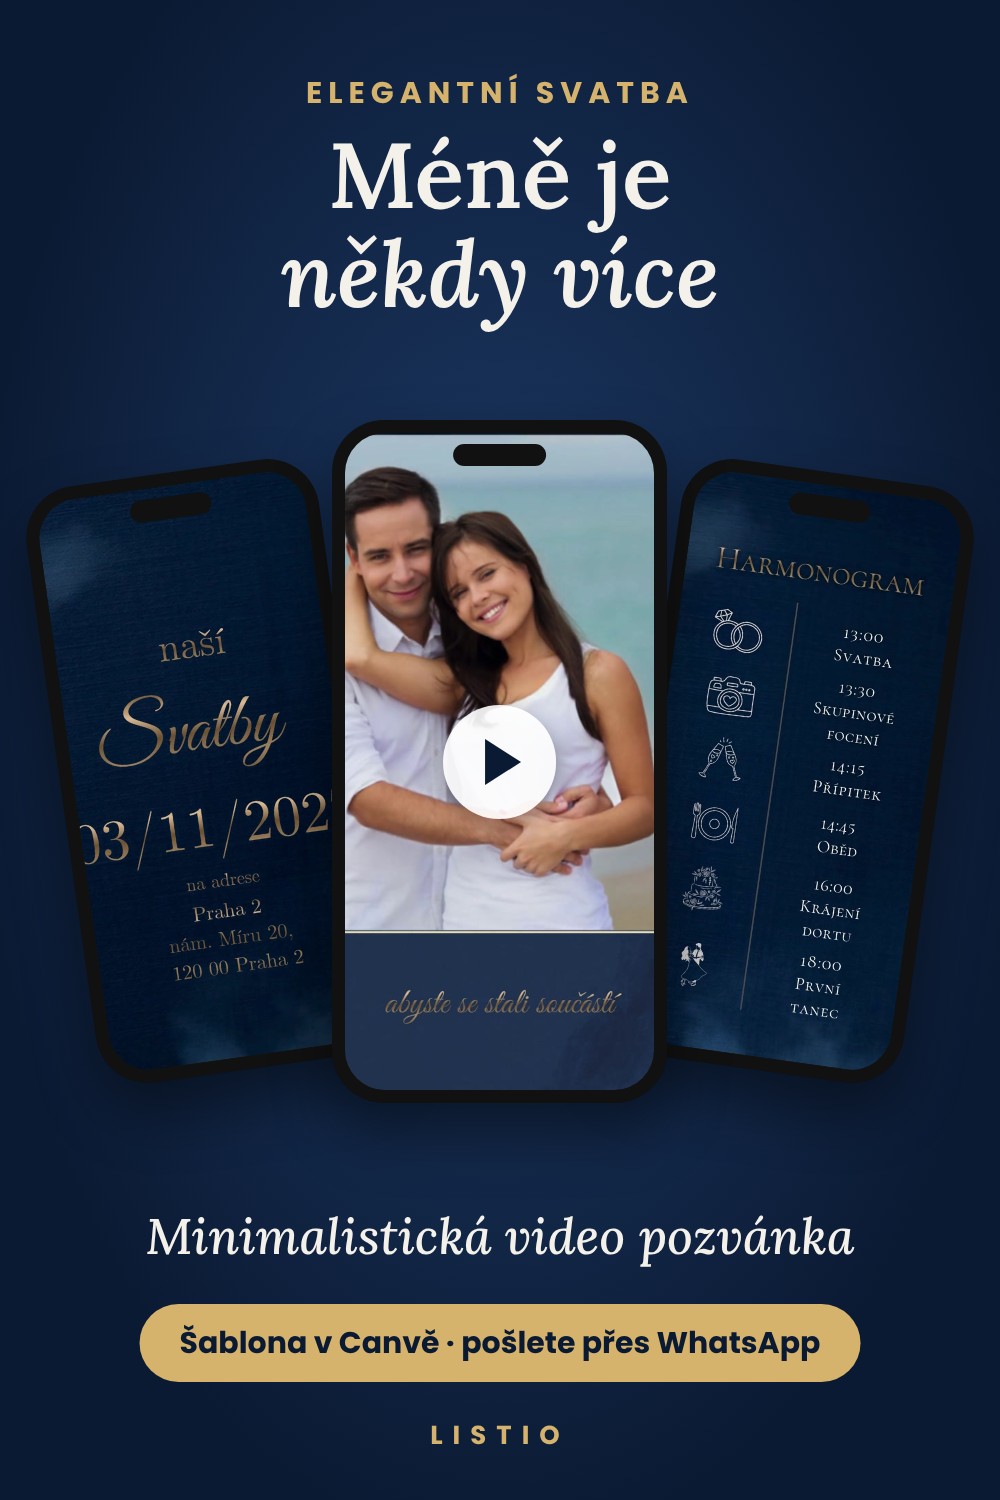 ELEGANTNÍ SVATBA
Méně je
někdy více
naší
Svatby
03/11/202
na adrese
Praha 2
nám. Míru 20,
120 00 Praha 2
abyste se stali součástí
HARMONOGRAM
13:00
SVATBA
13:30
SKUPINOVÉ
FOCENÍ
14:15
PŘÍPITEK
14:45
OBĚD
16:00
KRÁJENÍ
DORTU
18:00
PRVNÍ
TANEC
Minimalistická video pozvánka
Šablona v Canvě · pošlete přes WhatsApp
LISTIO